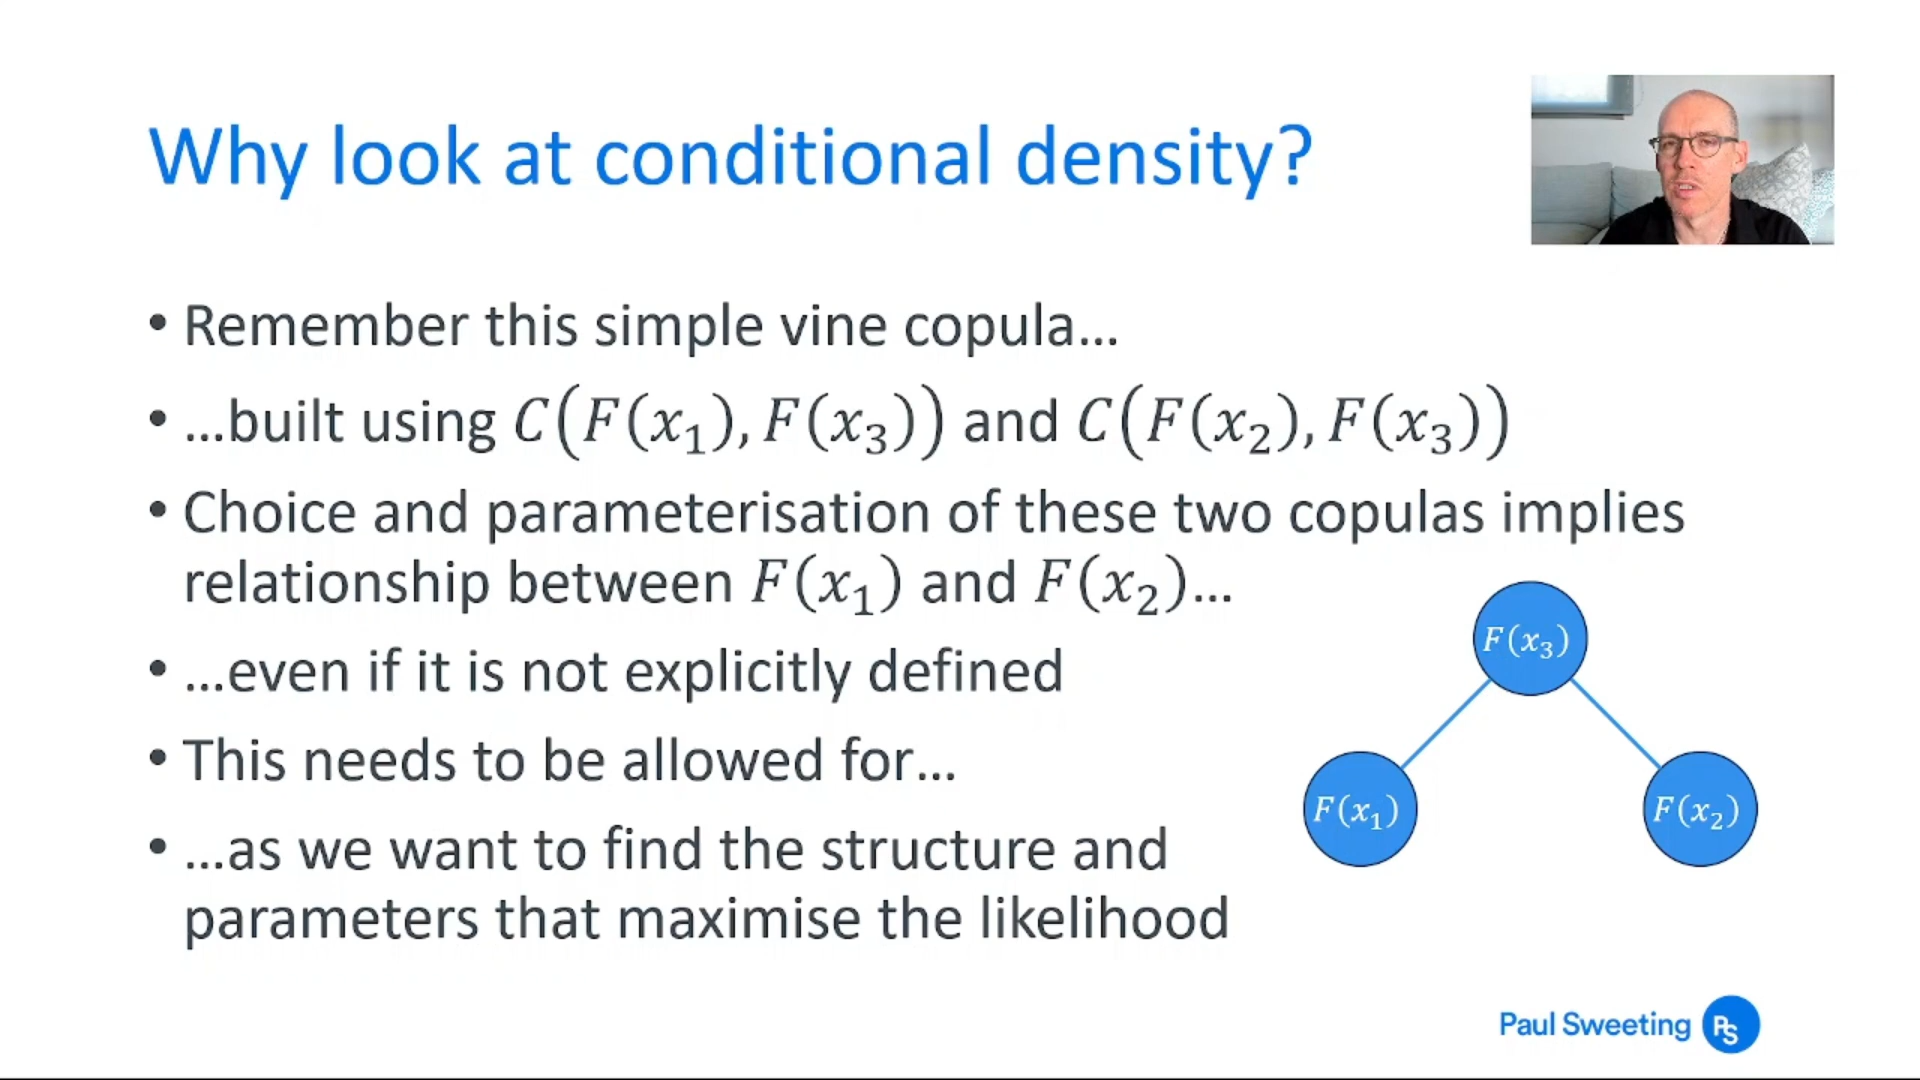 Why look at conditional density?
• Remember this simple vine copula...
• ...built using C(F(x₁), F(x₃)) and C(F(x₂), F(x₃))
• Choice and parameterisation of these two copulas implies
relationship between F(x₁) and F(x₂)...
• ...even if it is not explicitly defined
• This needs to be allowed for...
• ...as we want to find the structure and
parameters that maximise the likelihood
F(x₃)
F(x₁)
F(x₂)
Paul Sweeting PS